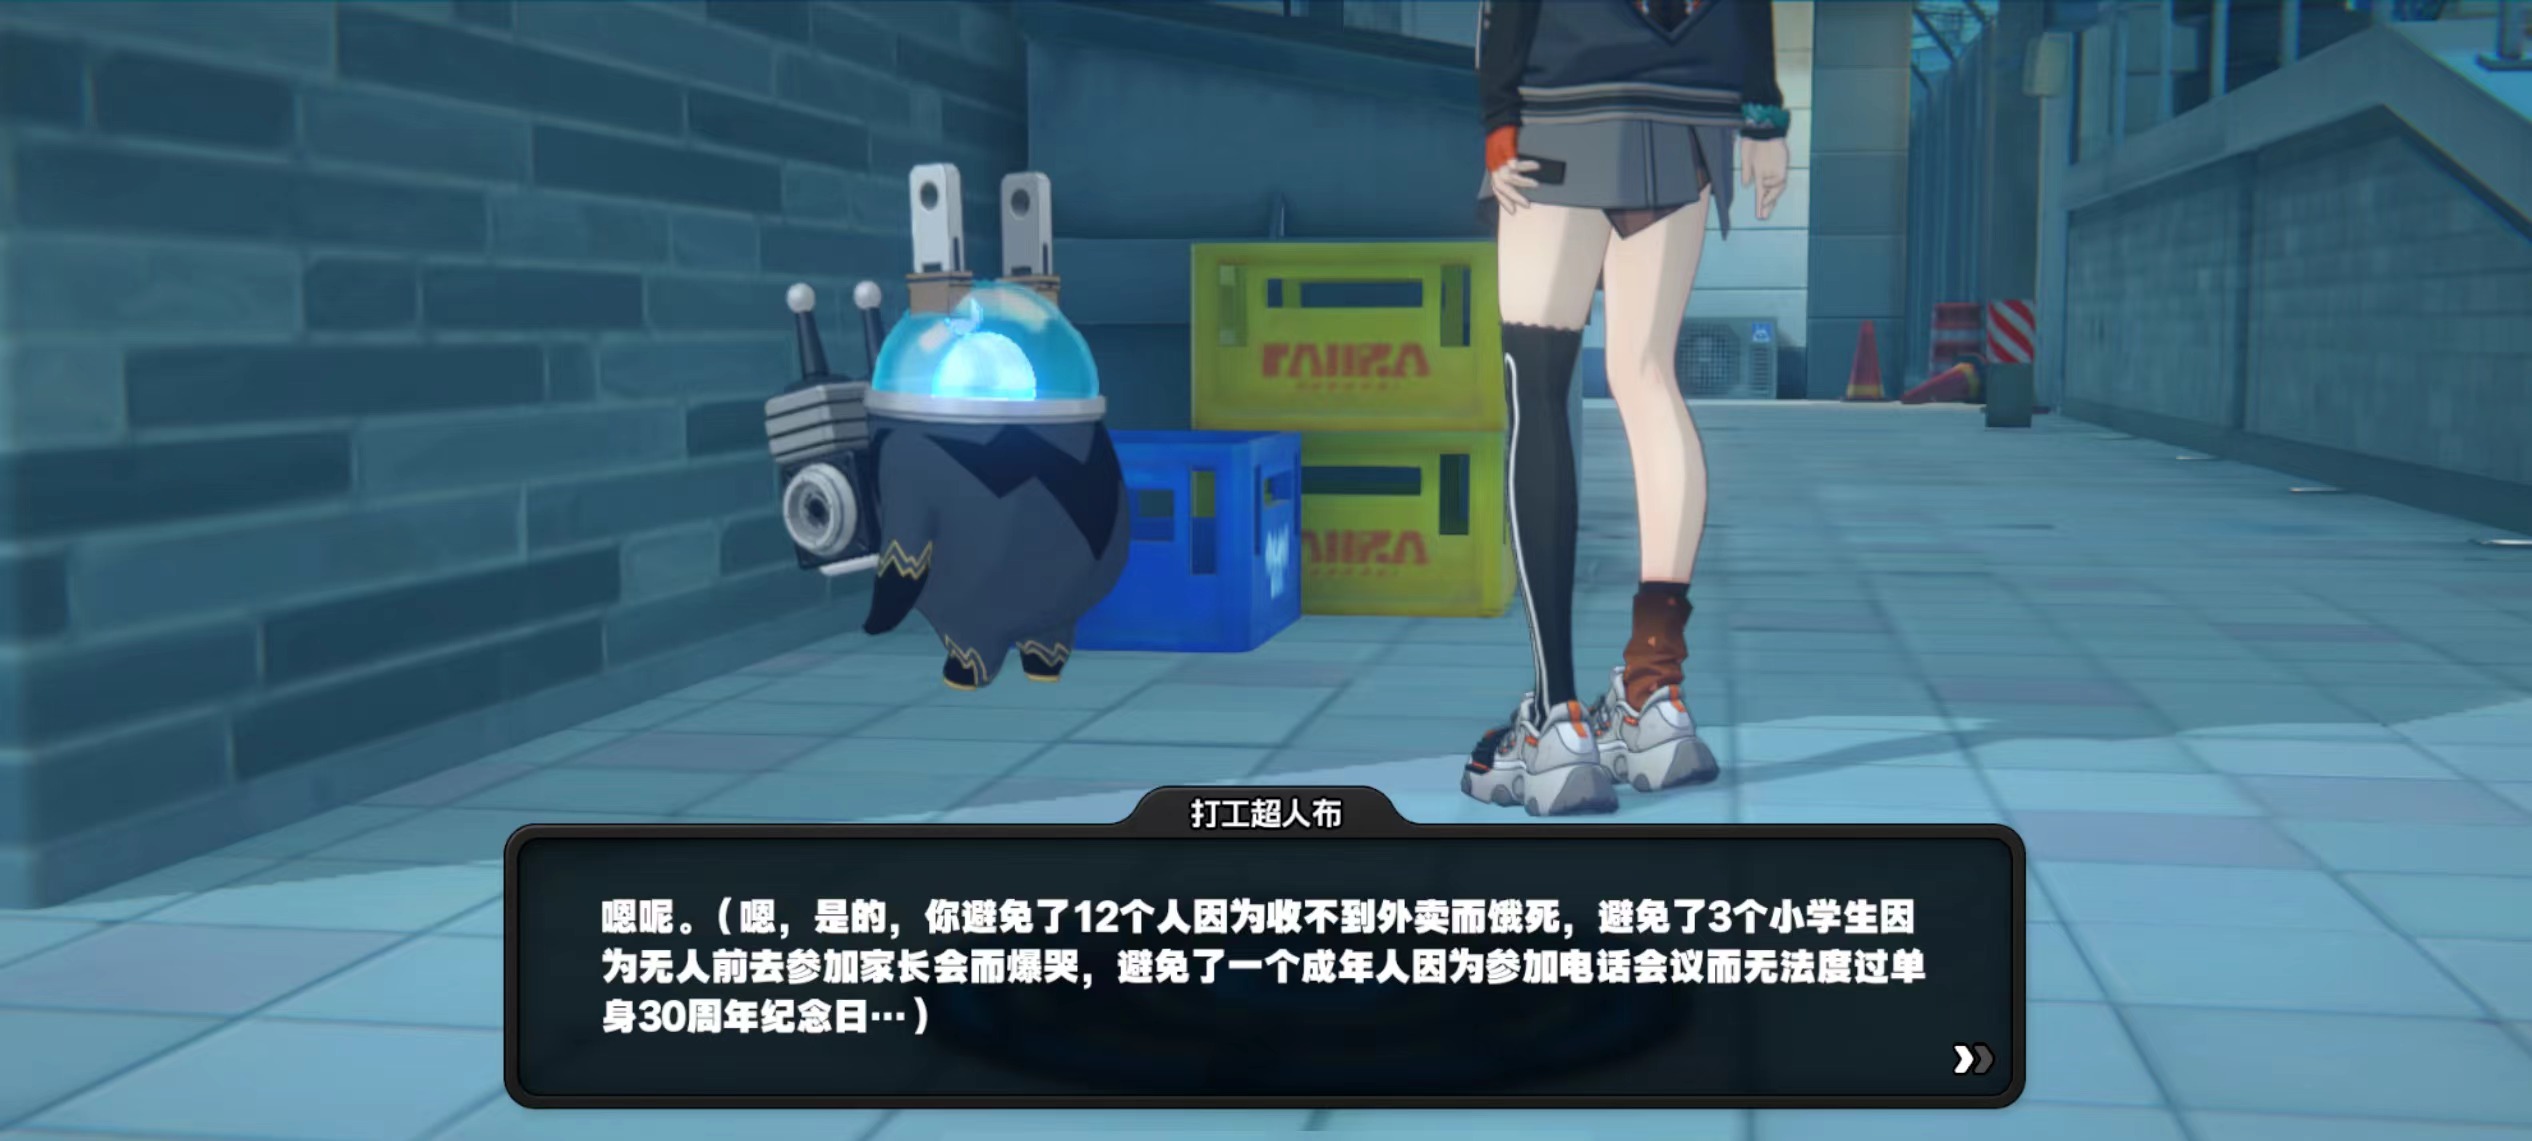 打工超人布
嗯呢。（嗯，是的，你避免了12个人因为收不到外卖而饿死，避免了3个小学生因
为无人前去参加家长会而爆哭，避免了一个成年人因为参加电话会议而无法度过单
身30周年纪念日…）